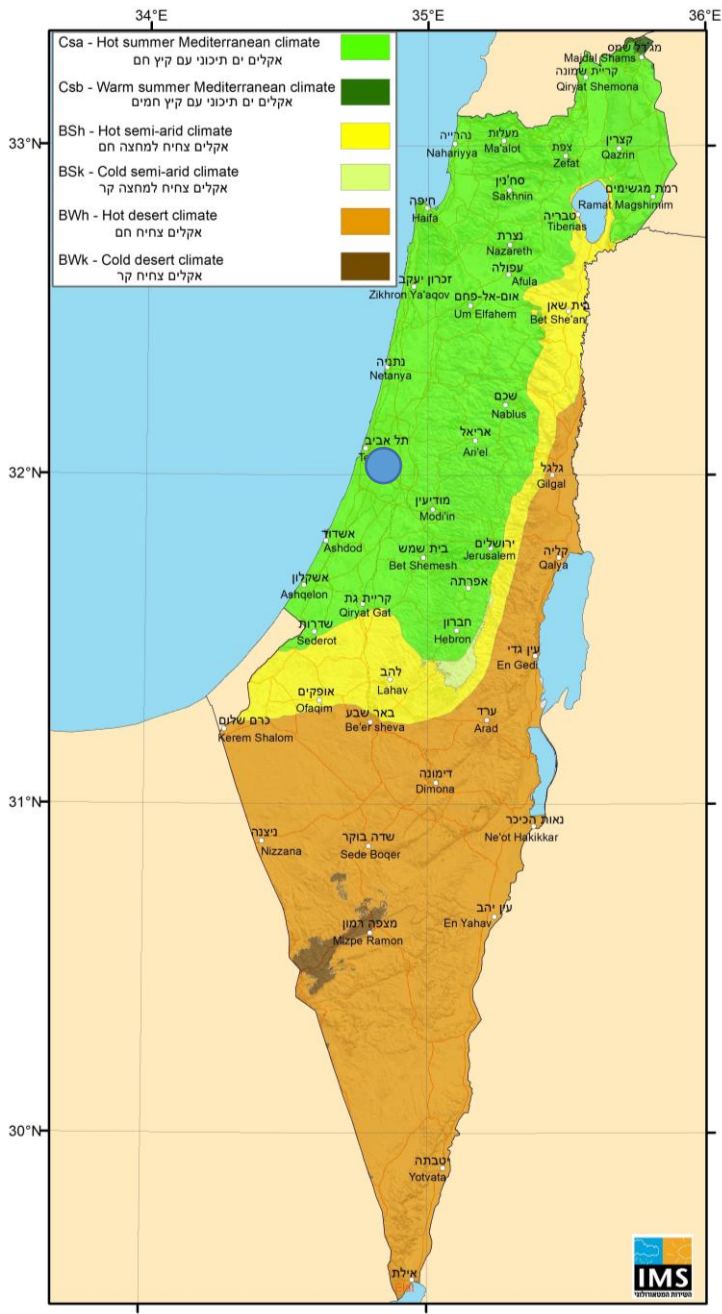 34°E
35°E
36°E
Csa - Hot summer Mediterranean climate
אקלים ים תיכוני עם קיץ חם
Csb - Warm summer Mediterranean climate
אקלים ים תיכוני עם קיץ חמים
BSh - Hot semi-arid climate
אקלים צחיח למחצה חם
BSk - Cold semi-arid climate
אקלים צחיח למחצה קר
BWh - Hot desert climate
אקלים צחיח חם
BWk - Cold desert climate
אקלים צחיח קר
מג'דל שמס
Majdal Shams
קריית שמונה
Qiryat Shemona
33°N
נהרייה
Nahariyya
מעלות
Ma'alot
צפת
Zefat
קצרין
Qazrin
סח'נין
Sakhnin
רמת מגשימים
Ramat Magshimim
חיפה
Haifa
טבריה
Tiberias
נצרת
Nazareth
עפולה
Afula
זכרון יעקב
Zikhron Ya'aqov
אום-אל-פחם
Um Elfahem
בית שאן
Bet She'an
נתניה
Netanya
שכם
Nablus
אריאל
Ari'el
תל אביב
32°N
גלגל
Gilgal
מודיעין
Modi'in
אשדוד
Ashdod
בית שמש
Bet Shemesh
ירושלים
Jerusalem
קליה
Qalya
אשקלון
Ashqelon
קריית גת
Qiryat Gat
אפרתה
שדרות
Sederot
חברון
Hebron
עין גדי
En Gedi
להב
Lahav
אופקים
Ofaqim
כרם שלום
Kerem Shalom
באר שבע
Be'er sheva
ערד
Arad
31°N
דימונה
Dimona
נאות הכיכר
Ne'ot Hakikkar
ניצנה
Nizzana
שדה בוקר
Sede Boqer
מצפה רמון
Mizpe Ramon
עין יהב
En Yahav
30°N
יטבתה
Yotvata
אילת
Elat
IMS
השירות המטאורולוגי